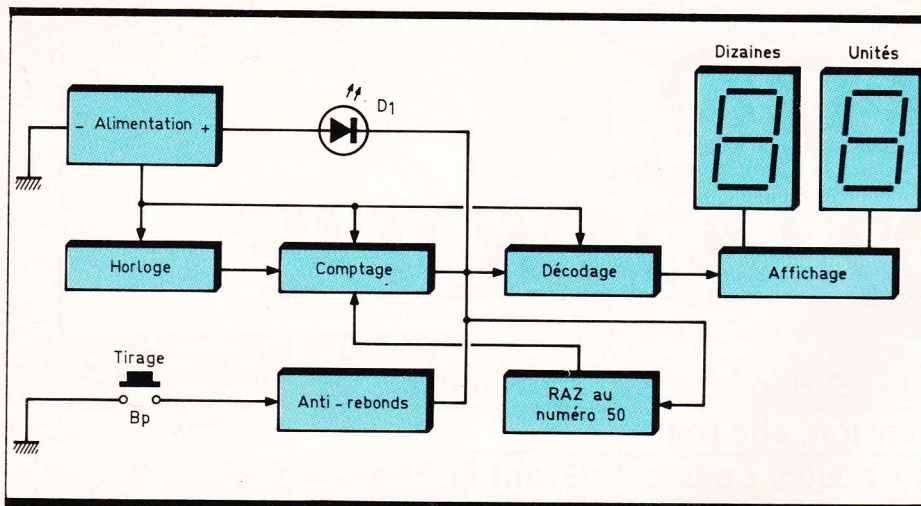 Dizaines
Unités
- Alimentation +
D1
Horloge
Comptage
Décodage
Affichage
Tirage
Bp
Anti-rebonds
RAZ au
numéro 50